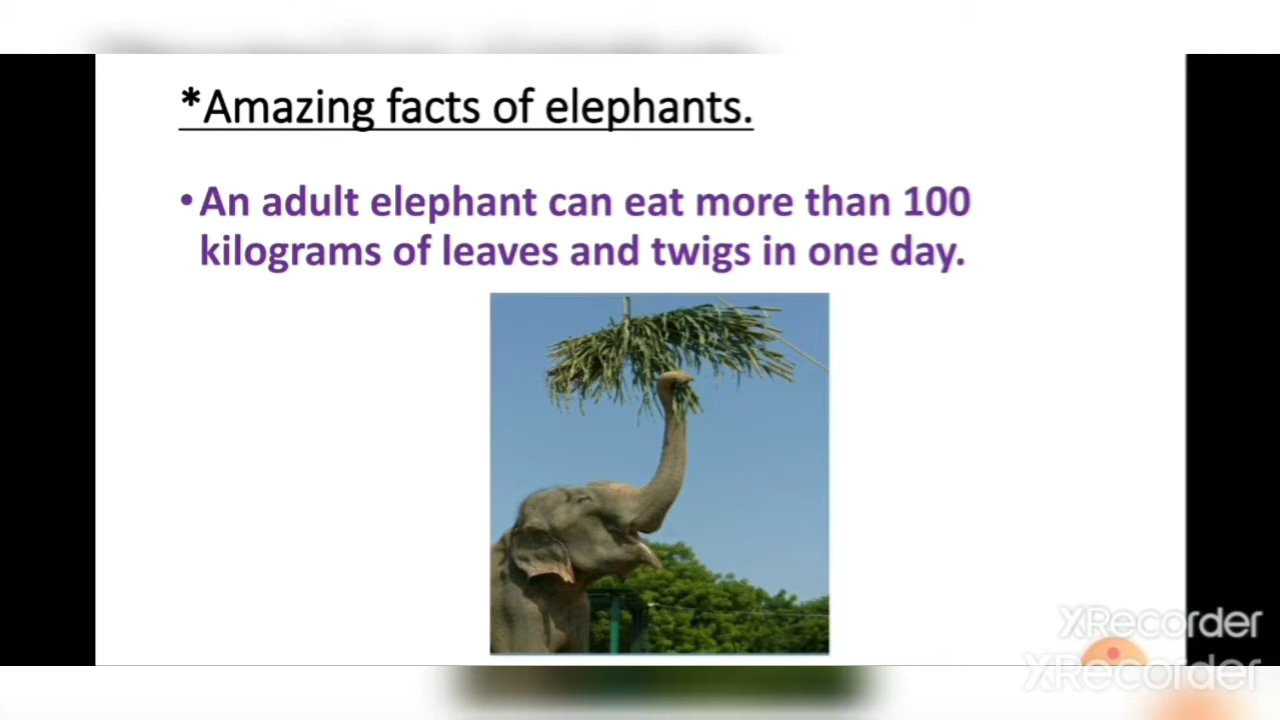 *Amazing facts of elephants.
• An adult elephant can eat more than 100
kilograms of leaves and twigs in one day.
XRecorder
XRecorder